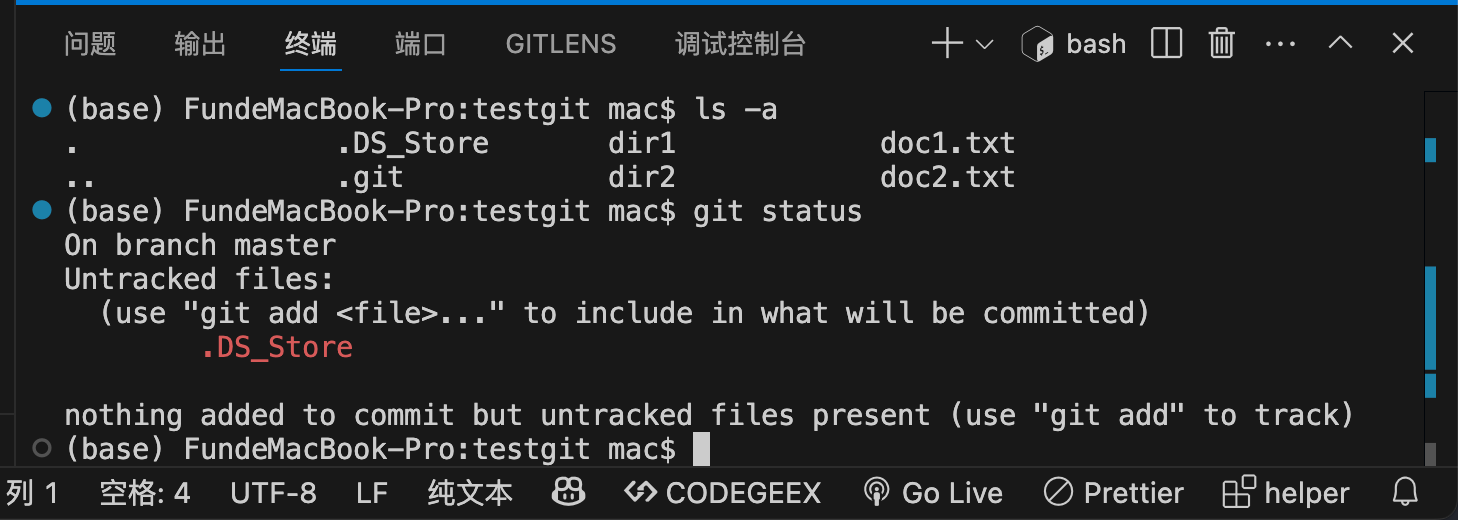 问题 输出 终端 端口 GITLENS 调试控制台 bash
(base) FundeMacBook-Pro:testgit mac$ ls -a
. .DS_Store dir1 doc1.txt
.. .git dir2 doc2.txt
(base) FundeMacBook-Pro:testgit mac$ git status
On branch master
Untracked files:
(use "git add <file>..." to include in what will be committed)
.DS_Store
nothing added to commit but untracked files present (use "git add" to track)
(base) FundeMacBook-Pro:testgit mac$
列 1 空格: 4 UTF-8 LF 纯文本 CODEGEEX Go Live Prettier helper